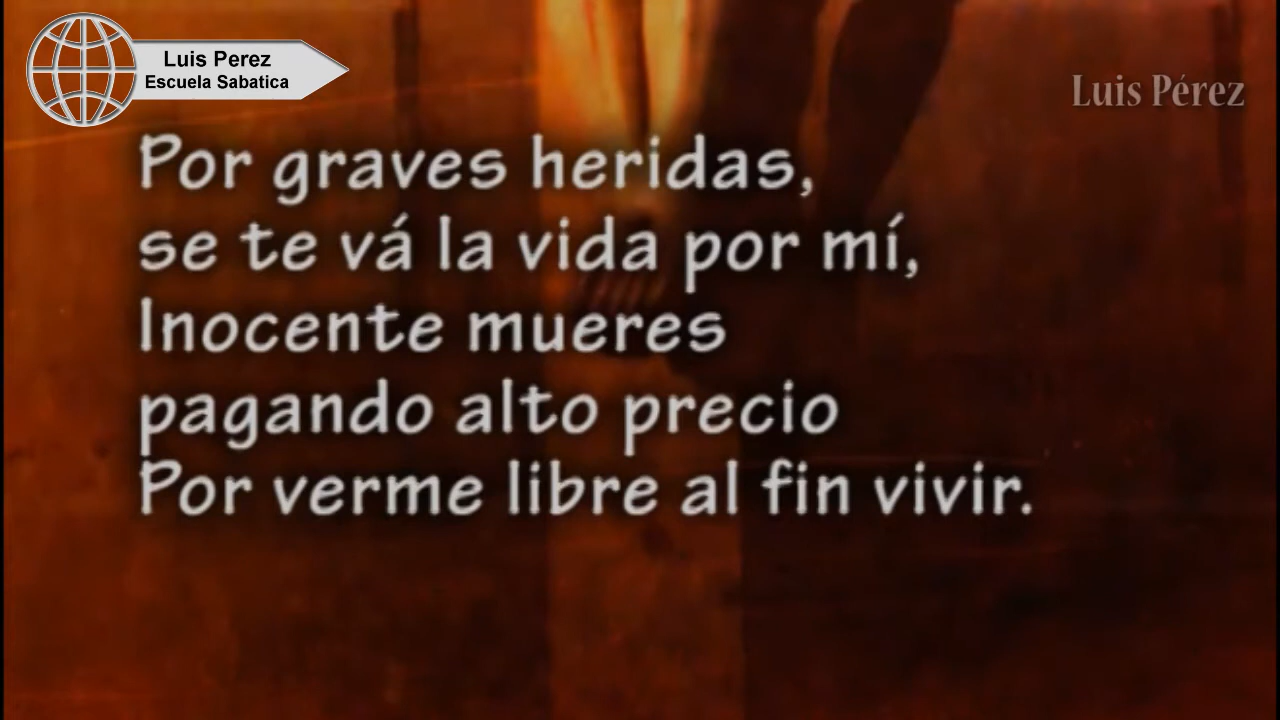 Luis Perez
Escuela Sabatica
Luis Pérez
Por graves heridas,
se te vá la vida por mí,
Inocente mueres
pagando alto precio
Por verme libre al fin vivir.